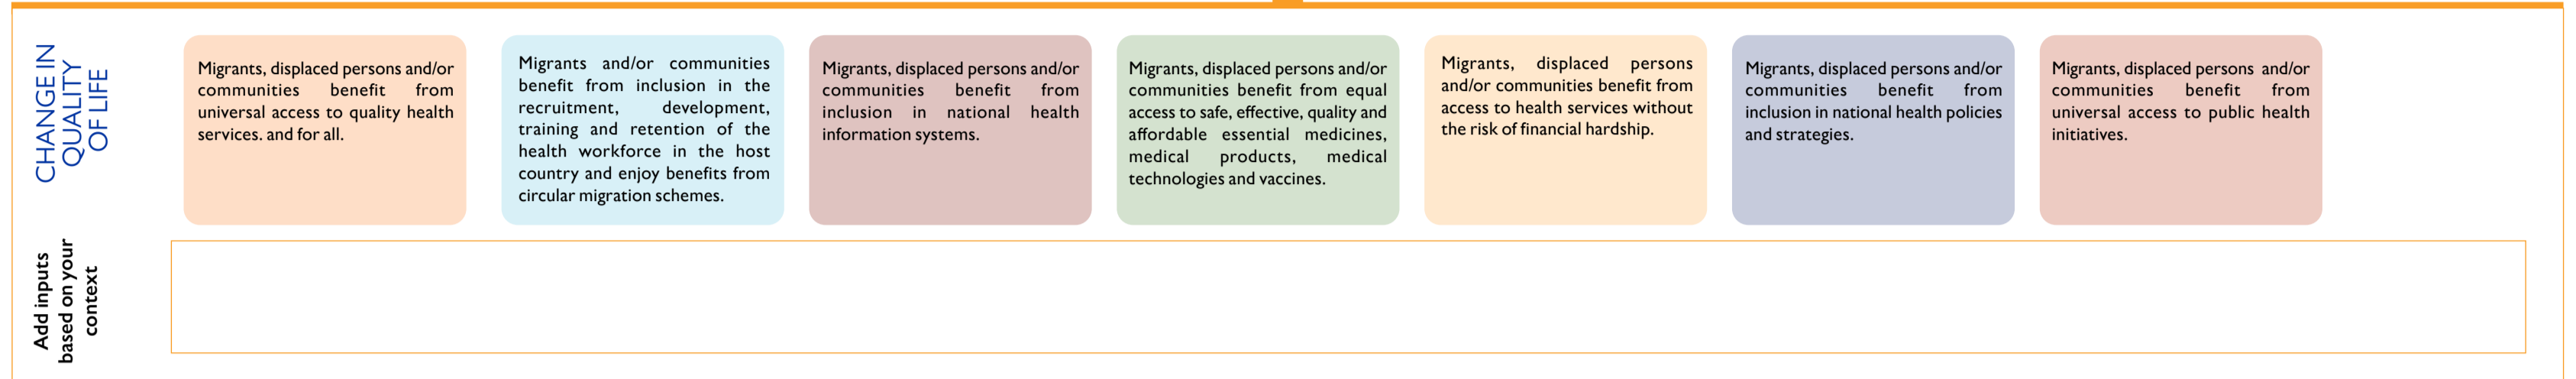 CHANGE IN
QUALITY
OF LIFE
Migrants, displaced persons and/or
communities benefit from
universal access to quality health
services. and for all.
Migrants and/or communities
benefit from inclusion in the
recruitment, development,
training and retention of the
health workforce in the host
country and enjoy benefits from
circular migration schemes.
Migrants, displaced persons and/or
communities benefit from
inclusion in national health
information systems.
Migrants, displaced persons and/or
communities benefit from equal
access to safe, effective, quality and
affordable essential medicines,
medical products, medical
technologies and vaccines.
Migrants, displaced persons
and/or communities benefit from
access to health services without
the risk of financial hardship.
Migrants, displaced persons and/or
communities benefit from
inclusion in national health policies
and strategies.
Migrants, displaced persons and/or
communities benefit from
universal access to public health
initiatives.
Add inputs
based on your
context